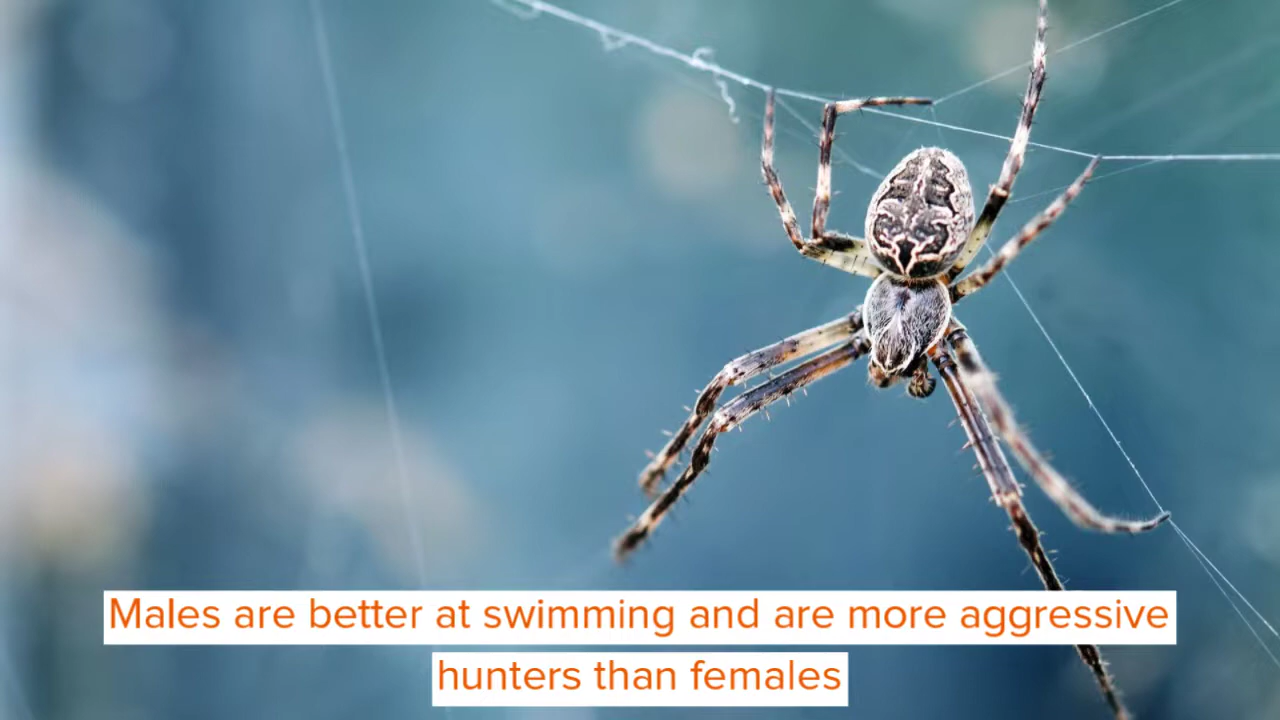 Males are better at swimming and are more aggressive
hunters than females